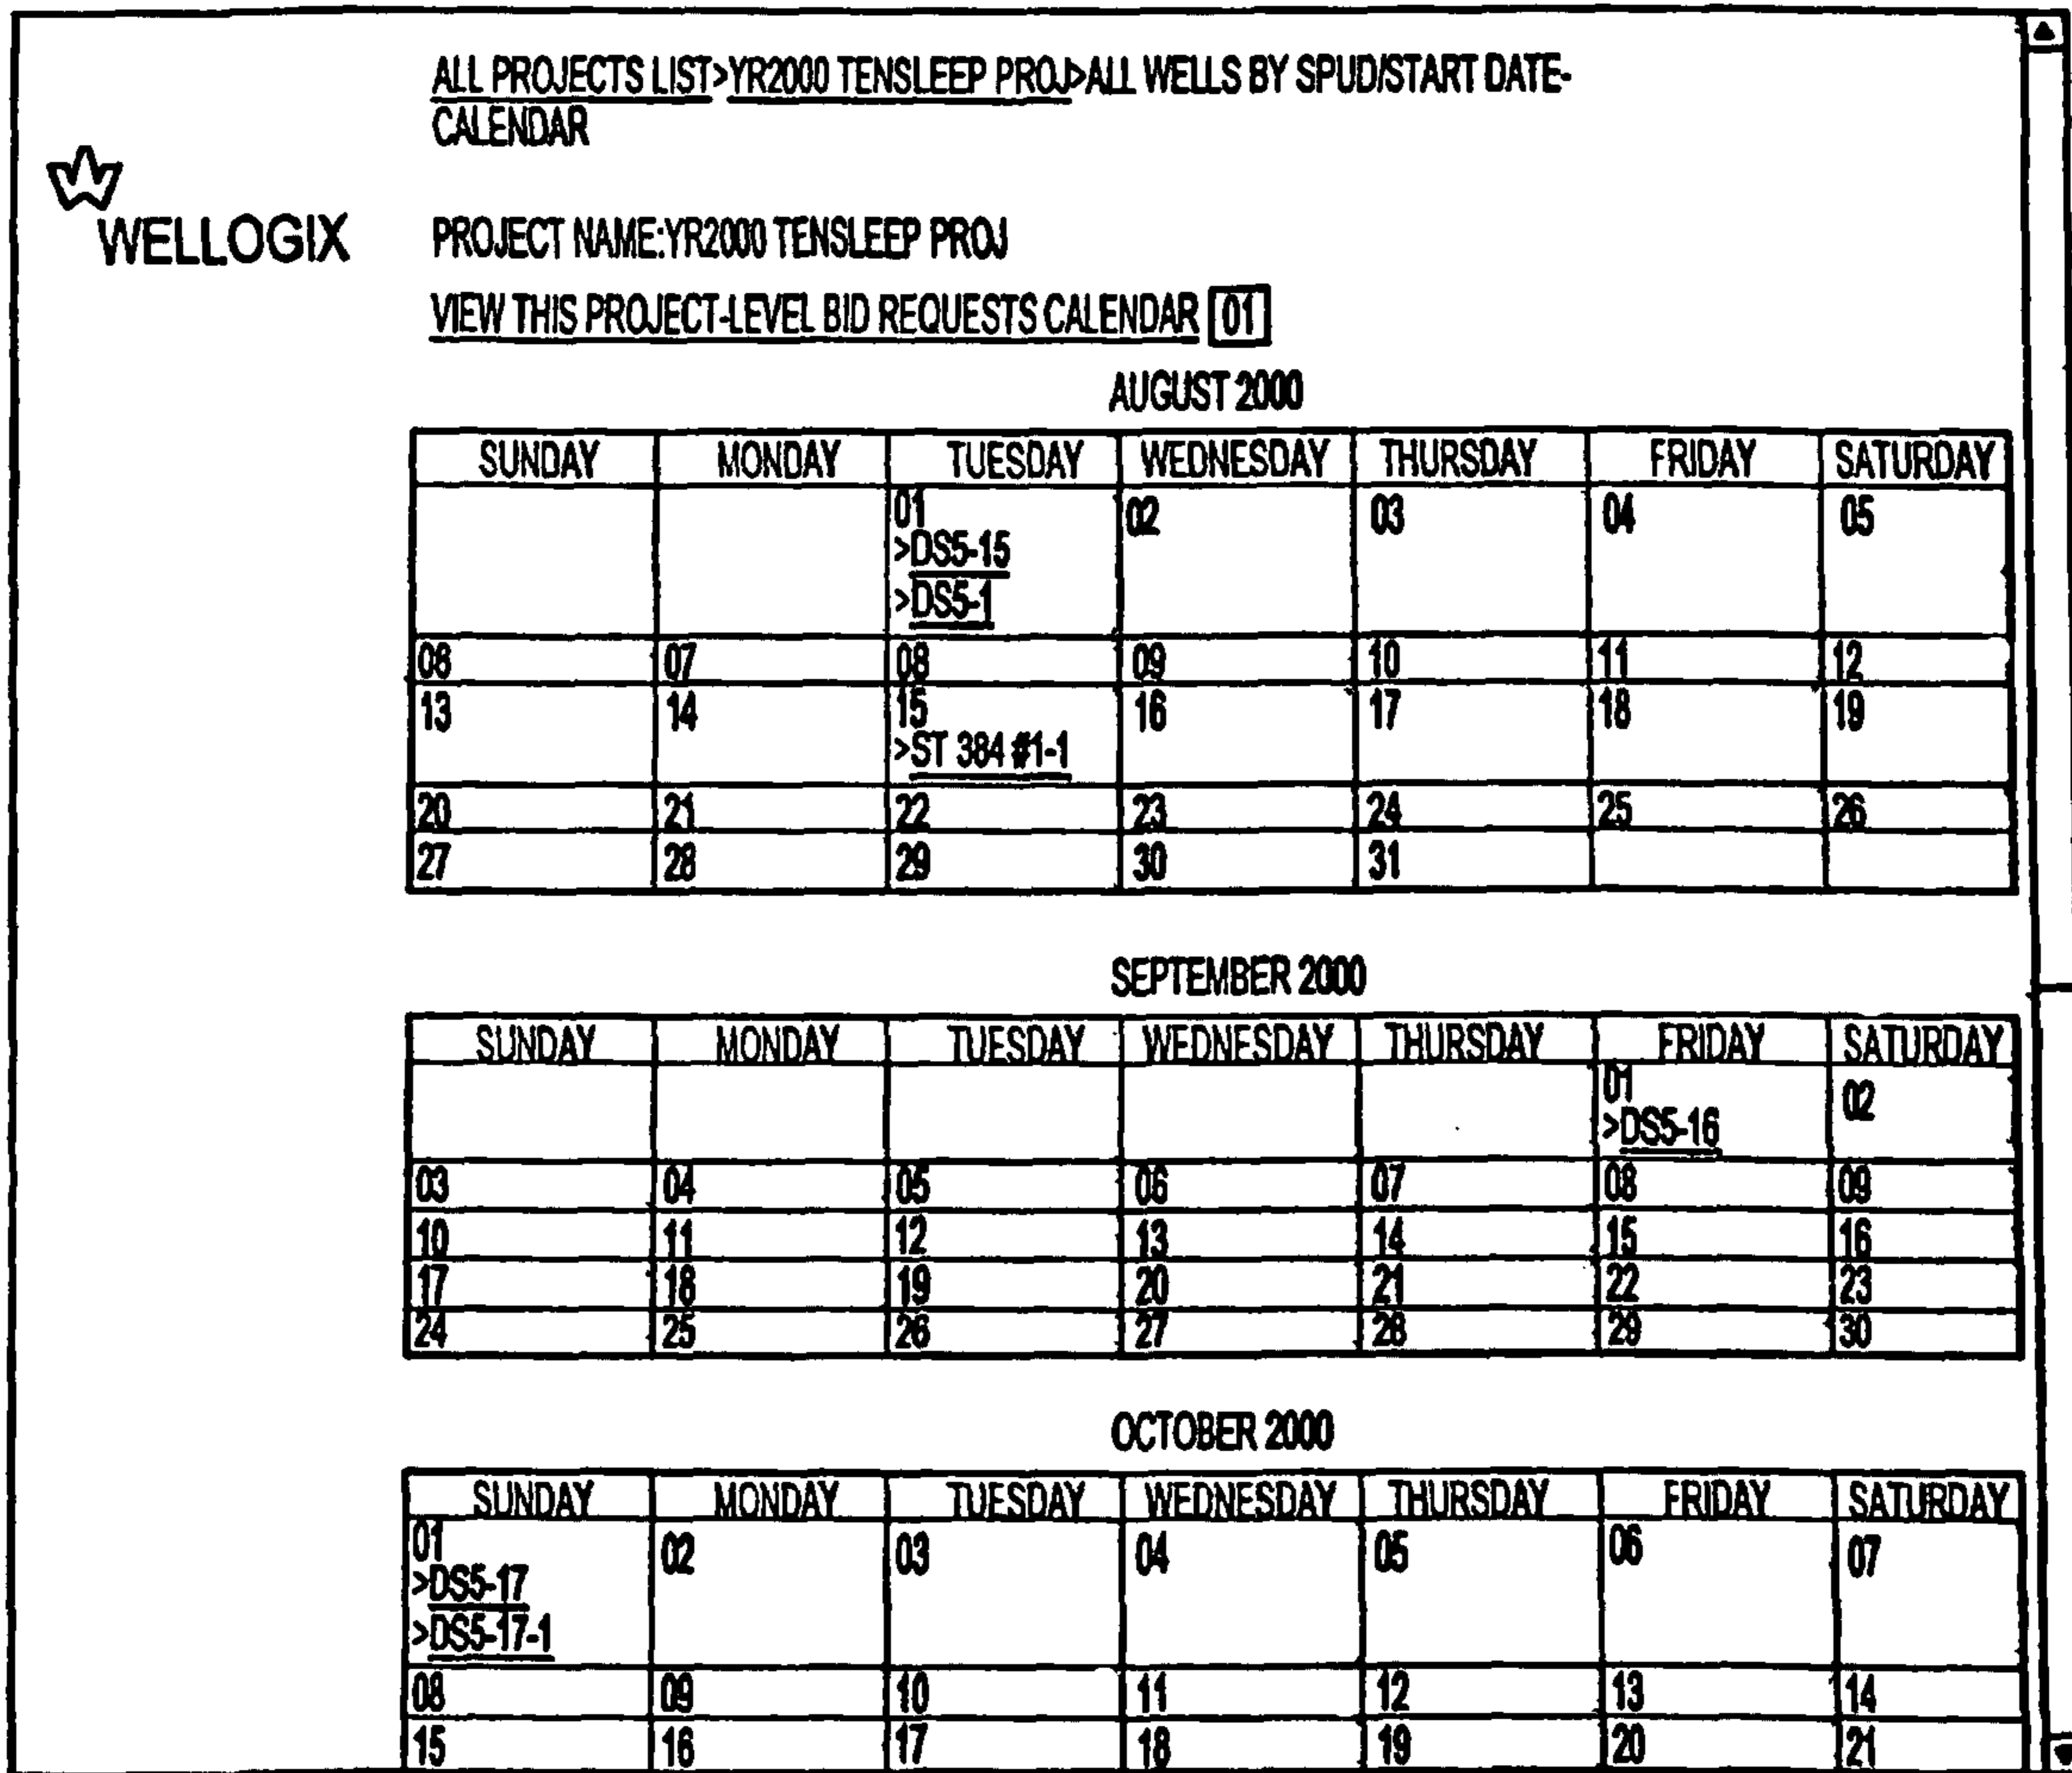 ALL PROJECTS LIST>YR2000 TENSLEEP PROJ>ALL WELLS BY SPUD/START DATE-
CALENDAR
WELLOGIX
PROJECT NAME:YR2000 TENSLEEP PROJ
VIEW THIS PROJECT-LEVEL BID REQUESTS CALENDAR 01
AUGUST 2000
SUNDAY MONDAY TUESDAY WEDNESDAY THURSDAY FRIDAY SATURDAY
01 02 03 04 05
>DS5-15
>DS5-1
06 07 08 09 10 11 12
13 14 15 16 17 18 19
>ST 384 #1-1
20 21 22 23 24 25 26
27 28 29 30 31
SEPTEMBER 2000
SUNDAY MONDAY TUESDAY WEDNESDAY THURSDAY FRIDAY SATURDAY
01 02
>DS5-16
03 04 05 06 07 08 09
10 11 12 13 14 15 16
17 18 19 20 21 22 23
24 25 26 27 28 29 30
OCTOBER 2000
SUNDAY MONDAY TUESDAY WEDNESDAY THURSDAY FRIDAY SATURDAY
01 02 03 04 05 06 07
>DS5-17
>DS5-17-1
08 09 10 11 12 13 14
15 16 17 18 19 20 21